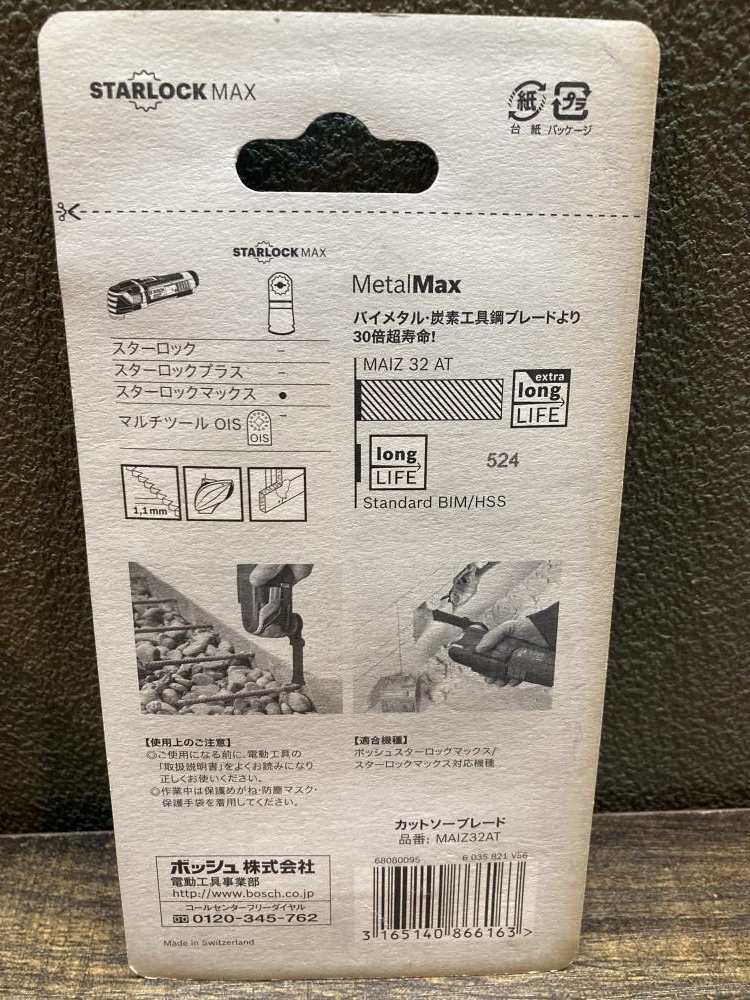 STARLOCK MAX
紙 プラ
台 紙 パッケージ
STARLOCK MAX
スターロック –
スターロックプラス –
スターロックマックス ●
マルチツール OIS OIS –
1,1 mm
MetalMax
バイメタル・炭素工具鋼ブレードより
30倍超寿命!
MAIZ 32 AT
extra
long
LIFE
long
LIFE
524
Standard BIM/HSS
【使用上のご注意】
◎ご使用になる前に、電動工具の
「取扱説明書」をよくお読みになり
正しくお使いください。
◎作業中は保護めがね・防塵マスク・
保護手袋を着用してください。
【適合機種】
ボッシュスターロックマックス/
スターロックマックス対応機種
ボッシュ株式会社
電動工具事業部
http://www.bosch.co.jp
コールセンターフリーダイヤル
0120-345-762
Made in Switzerland
カットソーブレード
品番: MAIZ32AT
68080095 6 035 821 V56
3 165140 866163 >